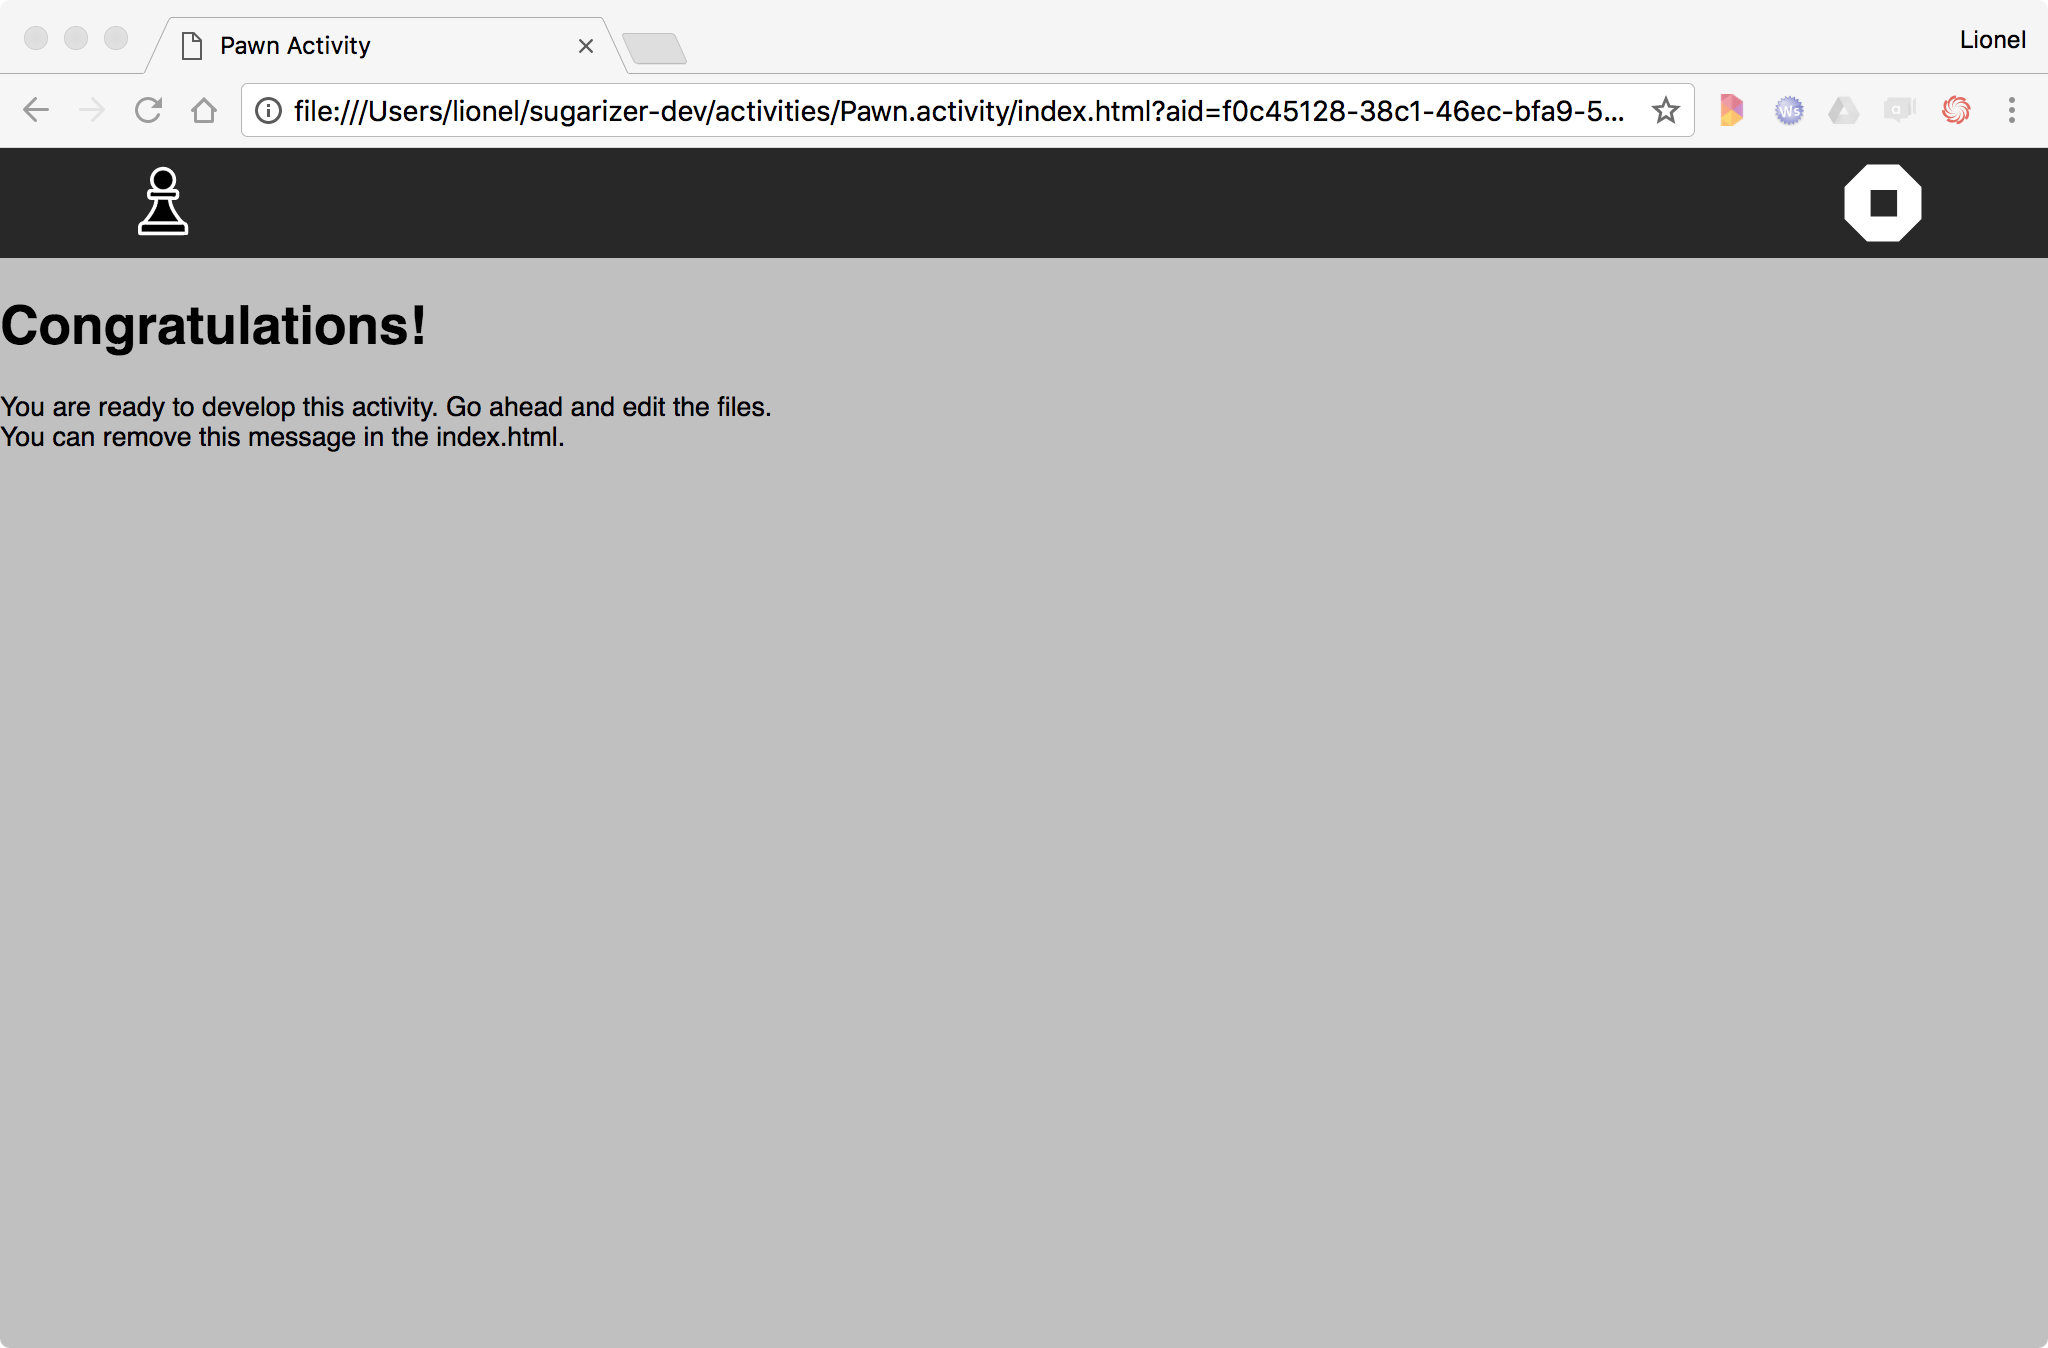 Pawn Activity
Lionel
file:///Users/lionel/sugarizer-dev/activities/Pawn.activity/index.html?aid=f0c45128-38c1-46ec-bfa9-5...
Ws
a
Congratulations!
You are ready to develop this activity. Go ahead and edit the files.
You can remove this message in the index.html.